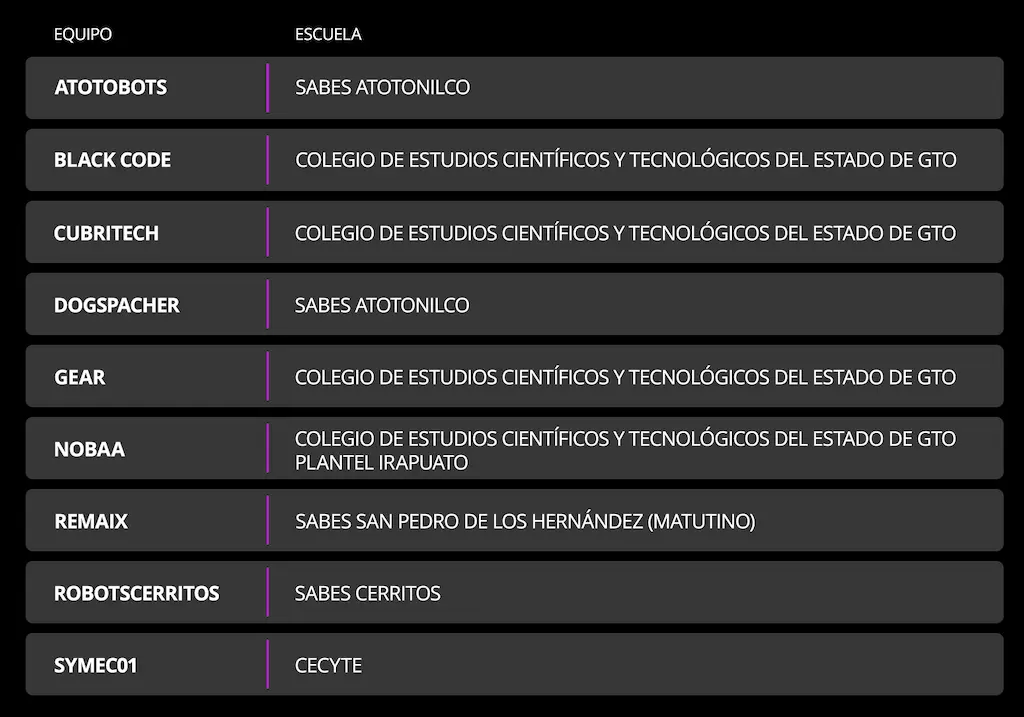 EQUIPO ESCUELA
ATOTOBOTS SABES ATOTONILCO
BLACK CODE COLEGIO DE ESTUDIOS CIENTÍFICOS Y TECNOLÓGICOS DEL ESTADO DE GTO
CUBRITECH COLEGIO DE ESTUDIOS CIENTÍFICOS Y TECNOLÓGICOS DEL ESTADO DE GTO
DOGSPACHER SABES ATOTONILCO
GEAR COLEGIO DE ESTUDIOS CIENTÍFICOS Y TECNOLÓGICOS DEL ESTADO DE GTO
NOBAA COLEGIO DE ESTUDIOS CIENTÍFICOS Y TECNOLÓGICOS DEL ESTADO DE GTO
PLANTEL IRAPUATO
REMAIX SABES SAN PEDRO DE LOS HERNÁNDEZ (MATUTINO)
ROBOTSCERRITOS SABES CERRITOS
SYMEC01 CECYTE